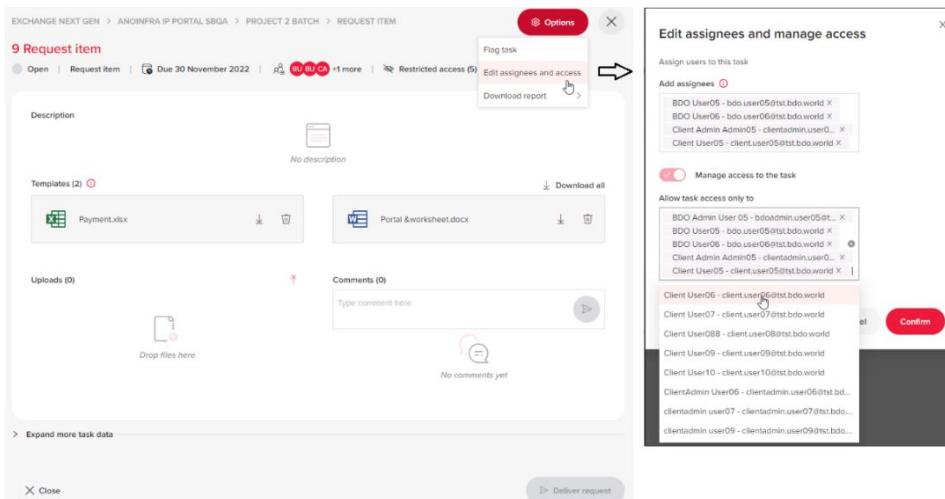 EXCHANGE NEXT GEN > ANOINFRA IP PORTAL SBQA > PROJECT 2 BATCH > REQUEST ITEM
Options
9 Request item
Open | Request item | Due 30 November 2022 | BU BU CA +1 more | Restricted access (5)
Flag task
Edit assignees and access
Download report >
Description
No description
Templates (2)
Download all
Payment.xlsx
Portal &worksheet.docx
Uploads (0)
Comments (0)
Type comment here
Drop files here
No comments yet
> Expand more task data
Close
Deliver request
Edit assignees and manage access
Assign users to this task
Add assignees
BDO User05 - bdo.user05@tst.bdo.world ×
BDO User06 - bdo.user06@tst.bdo.world ×
Client Admin Admin05 - clientadmin.user0... ×
Client User05 - client.user05@tst.bdo.world ×
Manage access to the task
Allow task access only to
BDO Admin User 05 - bdoadmin.user05@t... ×
BDO User05 - bdo.user05@tst.bdo.world ×
BDO User06 - bdo.user06@tst.bdo.world ×
Client Admin Admin05 - clientadmin.user0... ×
Client User05 - client.user05@tst.bdo.world ×
Client User06 - client.user06@tst.bdo.world
Client User07 - client.user07@tst.bdo.world
Client User088 - client.user08@tst.bdo.world
Client User09 - client.user09@tst.bdo.world
Client User10 - client.user10@tst.bdo.world
ClientAdmin User06 - clientadmin.user06@tst.bd...
clientadmin user07 - clientadmin.user07@tst.bdo...
clientadmin user09 - clientadmin.user09@tst.bdo...
el
Confirm